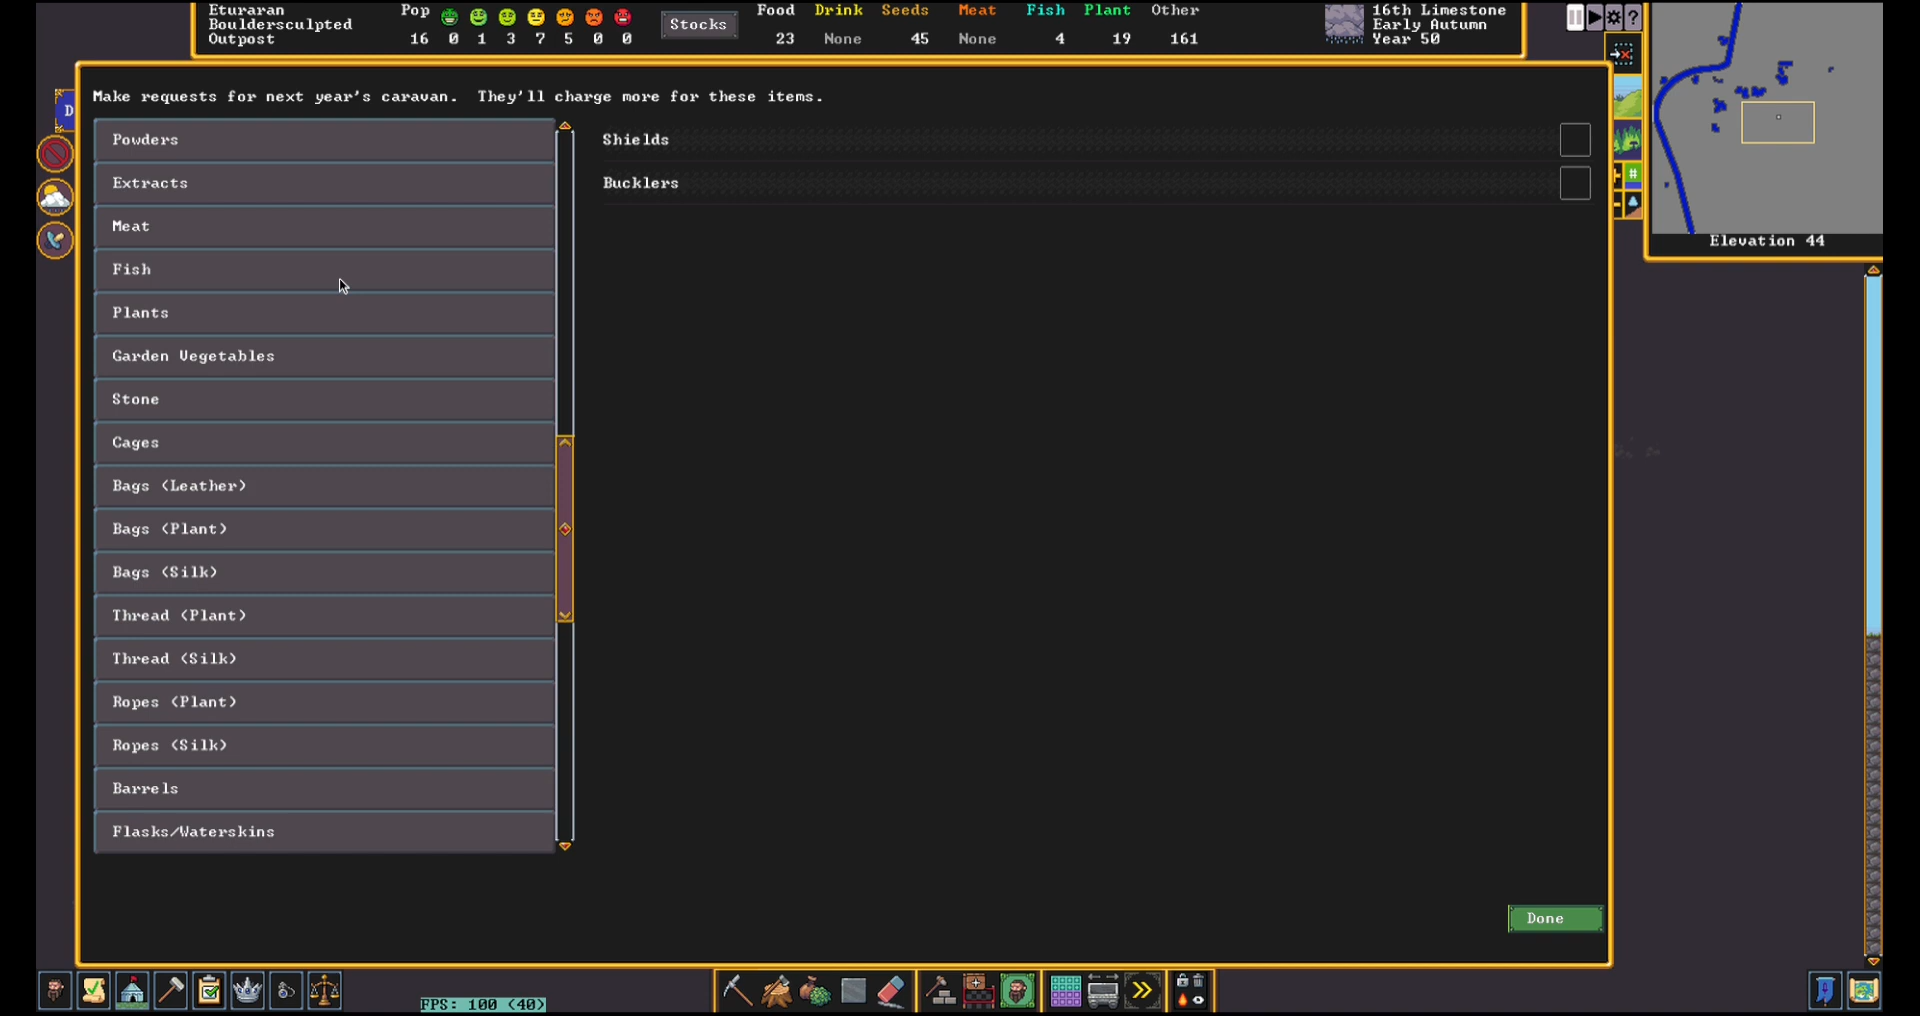 Eturaran
Bouldersculpted
Outpost
Pop
16 0 1 3 7 5 0 0
Stocks
Food Drink Seeds Meat Fish Plant Other
23 None 45 None 4 19 161
16th Limestone
Early Autumn
Year 50
?
D
Make requests for next year's caravan. They'll charge more for these items.
Powders
Extracts
Meat
Fish
Plants
Garden Vegetables
Stone
Cages
Bags (Leather)
Bags (Plant)
Bags (Silk)
Thread (Plant)
Thread (Silk)
Ropes (Plant)
Ropes (Silk)
Barrels
Flasks/Waterskins
Shields
Bucklers
#
Elevation 44
Done
FPS: 100 (40)